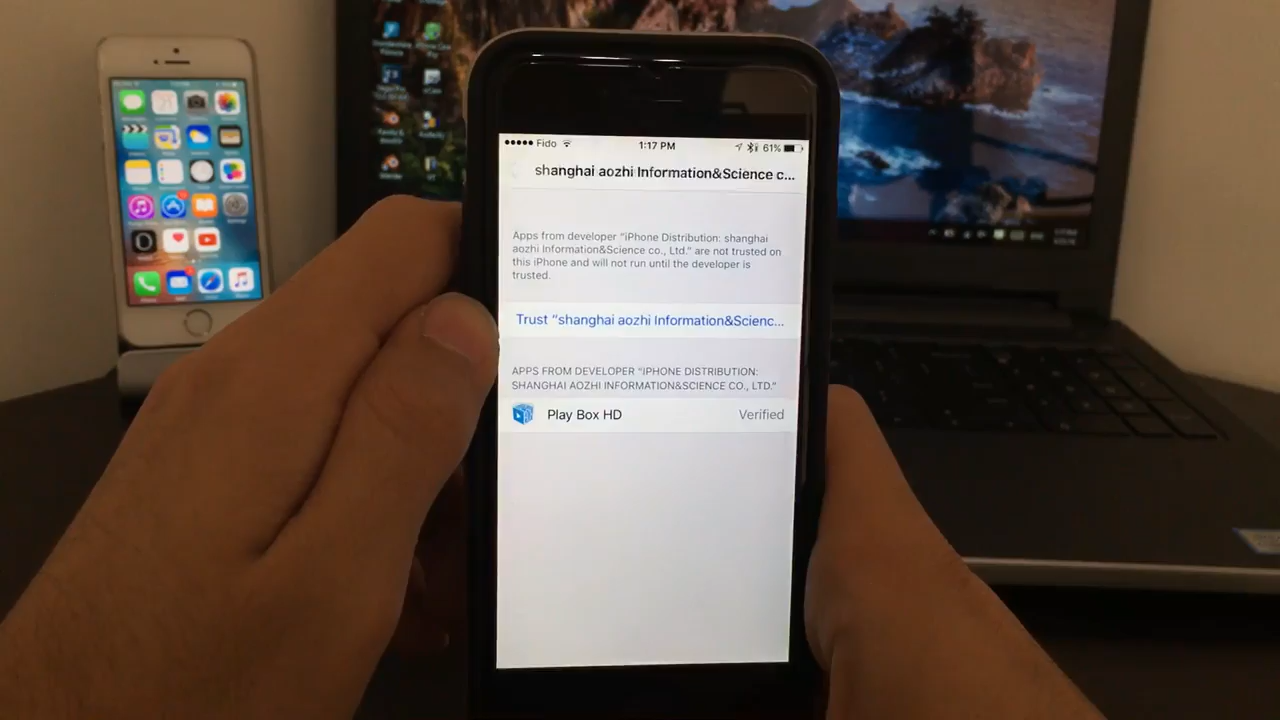 Fido
1:17 PM
61%
shanghai aozhi Information&Science c...
Apps from developer “iPhone Distribution: shanghai
aozhi Information&Science co., Ltd.” are not trusted on
this iPhone and will not run until the developer is
trusted.
Trust “shanghai aozhi Information&Scienc...
APPS FROM DEVELOPER “IPHONE DISTRIBUTION:
SHANGHAI AOZHI INFORMATION&SCIENCE CO., LTD.”
Play Box HD
Verified